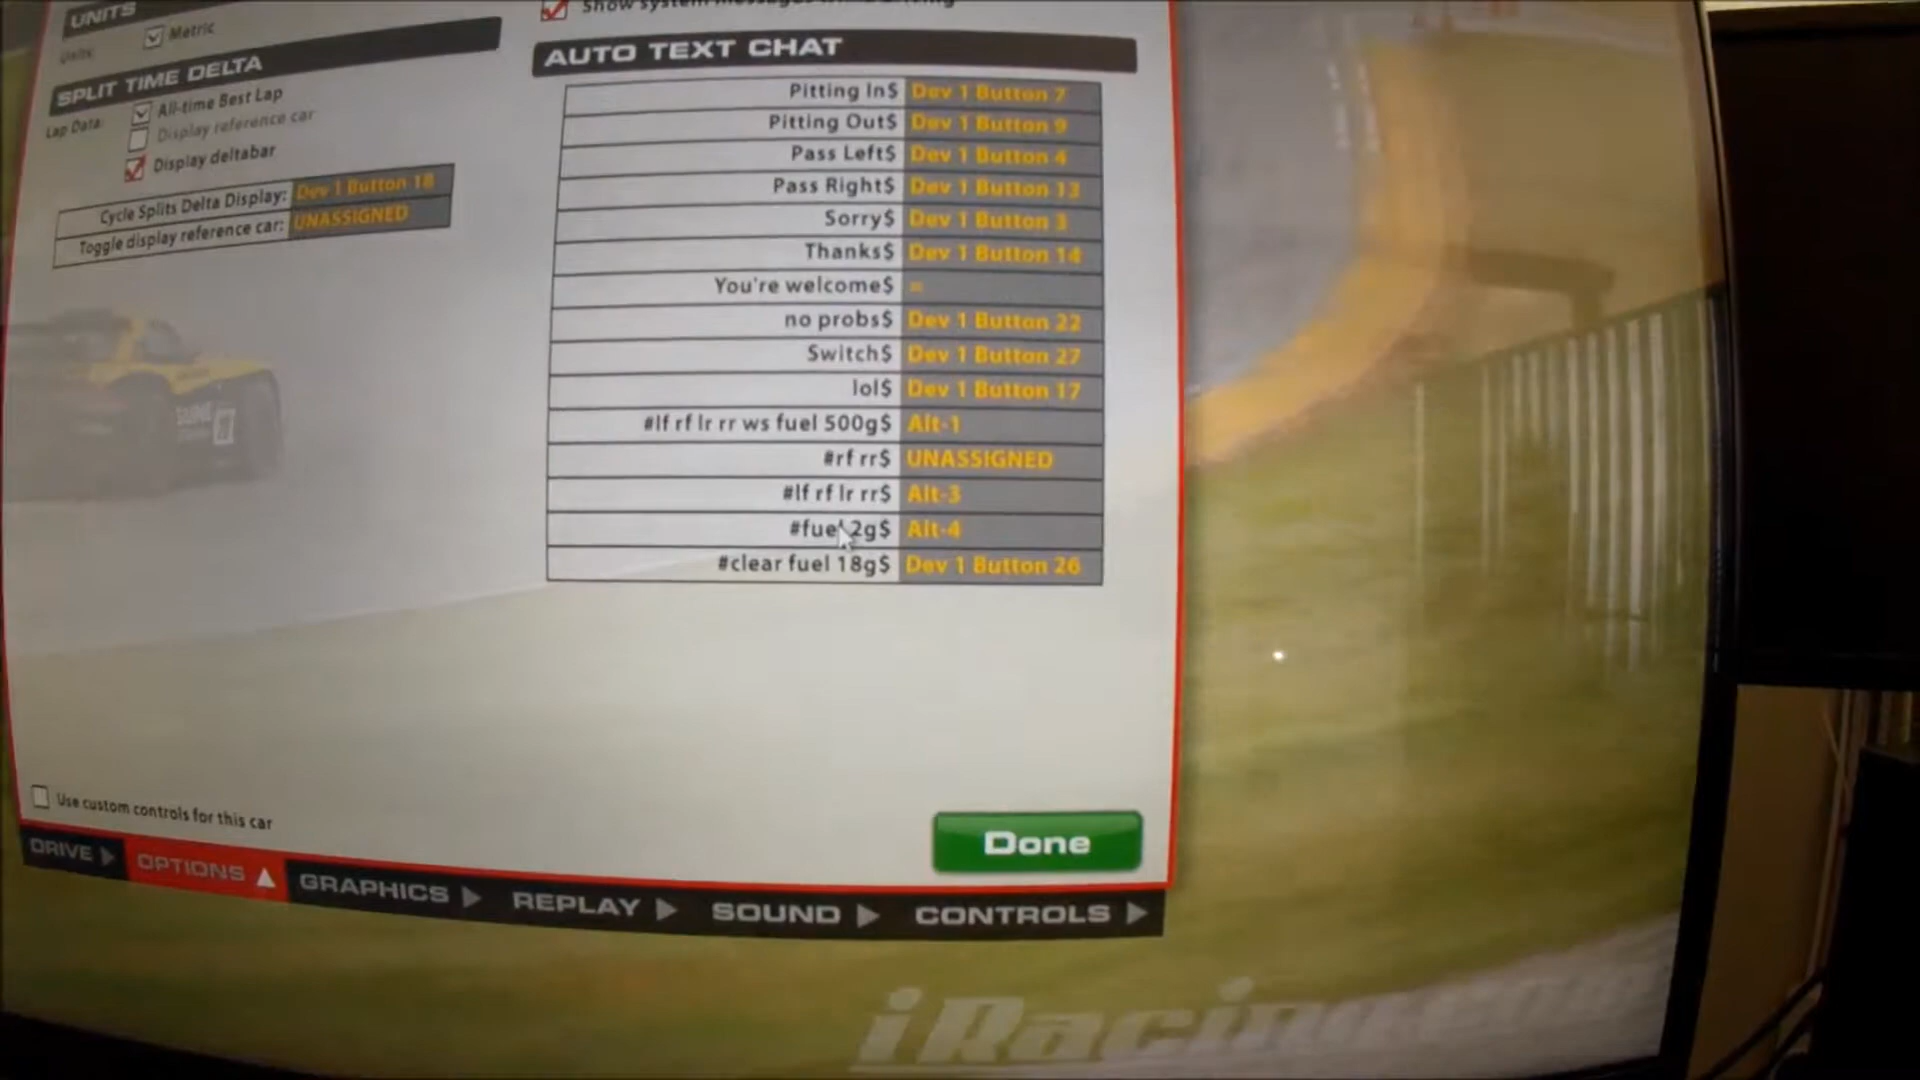 UNITS
Units:
Metric
SPLIT TIME DELTA
Lap Data:
All-time Best Lap
Display reference car
Display deltabar
Cycle Splits Delta Display: Dev 1 Button 18
Toggle display reference car: UNASSIGNED
Show system messages
AUTO TEXT CHAT
Pitting In$ Dev 1 Button 7
Pitting Out$ Dev 1 Button 9
Pass Left$ Dev 1 Button 4
Pass Right$ Dev 1 Button 13
Sorry$ Dev 1 Button 3
Thanks$ Dev 1 Button 14
You're welcome$ =
no probs$ Dev 1 Button 22
Switch$ Dev 1 Button 27
lol$ Dev 1 Button 17
#lf rf lr rr ws fuel 500g$ Alt-1
#rf rr$ UNASSIGNED
#lf rf lr rr$ Alt-3
#fuel 2g$ Alt-4
#clear fuel 18g$ Dev 1 Button 26
Use custom controls for this car
Done
DRIVE
OPTIONS
GRAPHICS
REPLAY
SOUND
CONTROLS
iRacing.com